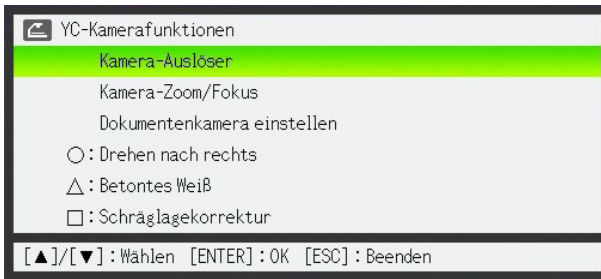 YC-Kamerafunktionen
Kamera-Auslöser
Kamera-Zoom/Fokus
Dokumentenkamera einstellen
○: Drehen nach rechts
△: Betontes Weiß
□: Schräglagekorrektur
[▲]/[▼]: Wählen [ENTER]: OK [ESC]: Beenden